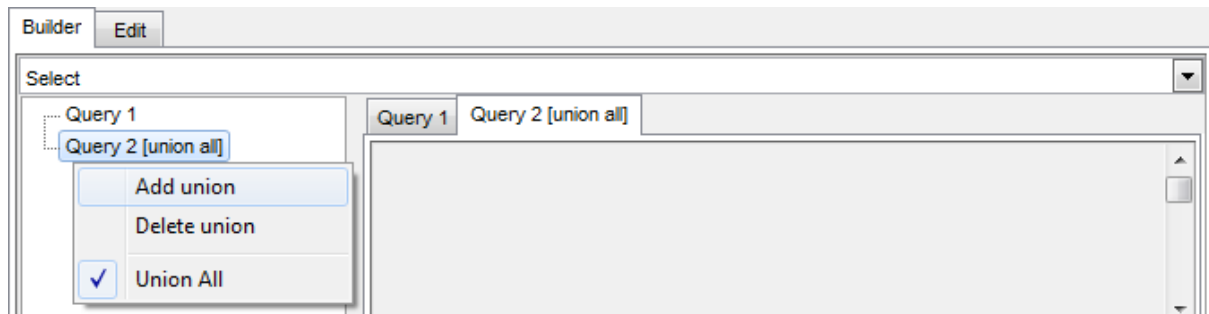 Builder Edit
Select
Query 1
Query 2 [union all]
Add union
Delete union
Union All
Query 1 Query 2 [union all]